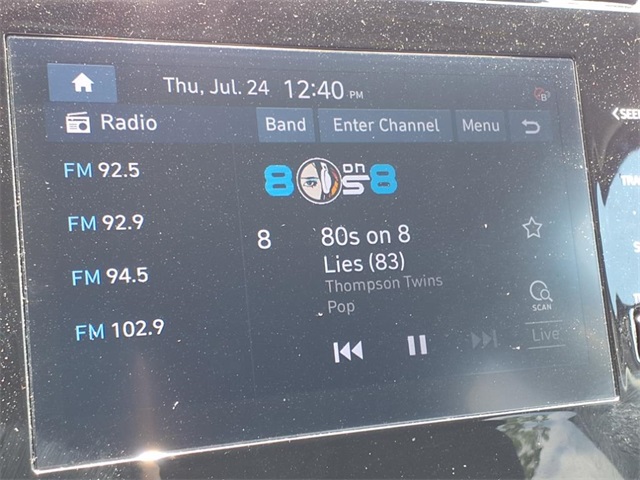 Thu, Jul. 24 12:40 PM
Radio Band Enter Channel Menu
FM 92.5
FM 92.9
FM 94.5
FM 102.9
80s on 8
8 80s on 8
Lies (83)
Thompson Twins
Pop
SCAN
Live